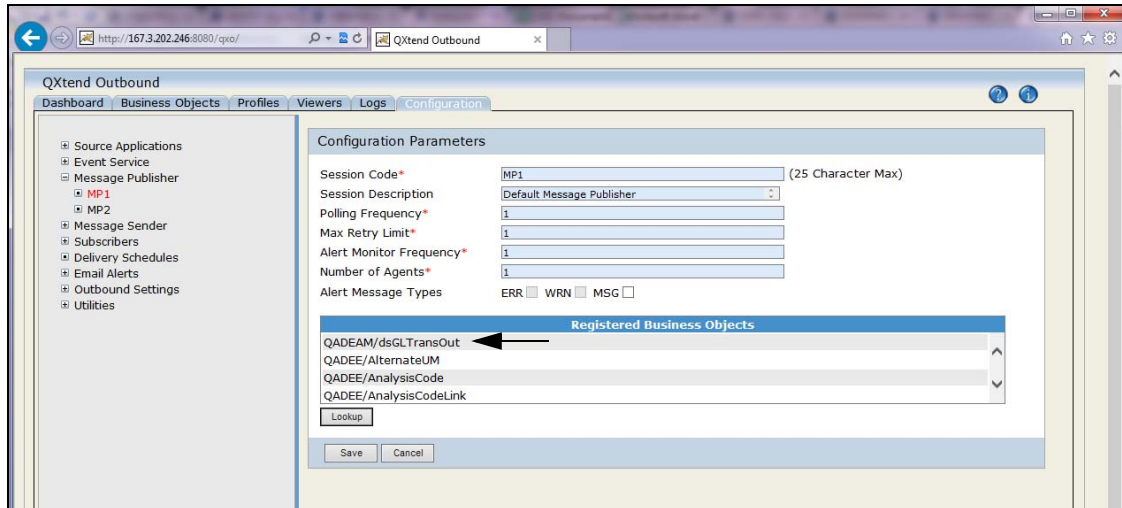 http://167.3.202.246:8080/qxo/
QXtend Outbound
QXtend Outbound
Dashboard Business Objects Profiles Viewers Logs Configuration
Source Applications
Event Service
Message Publisher
MP1
MP2
Message Sender
Subscribers
Delivery Schedules
Email Alerts
Outbound Settings
Utilities
Configuration Parameters
Session Code* MP1 (25 Character Max)
Session Description Default Message Publisher
Polling Frequency* 1
Max Retry Limit* 1
Alert Monitor Frequency* 1
Number of Agents* 1
Alert Message Types ERR WRN MSG
Registered Business Objects
QADEAM/dsGLTransOut
QADEE/AlternateUM
QADEE/AnalysisCode
QADEE/AnalysisCodeLink
Lookup
Save Cancel